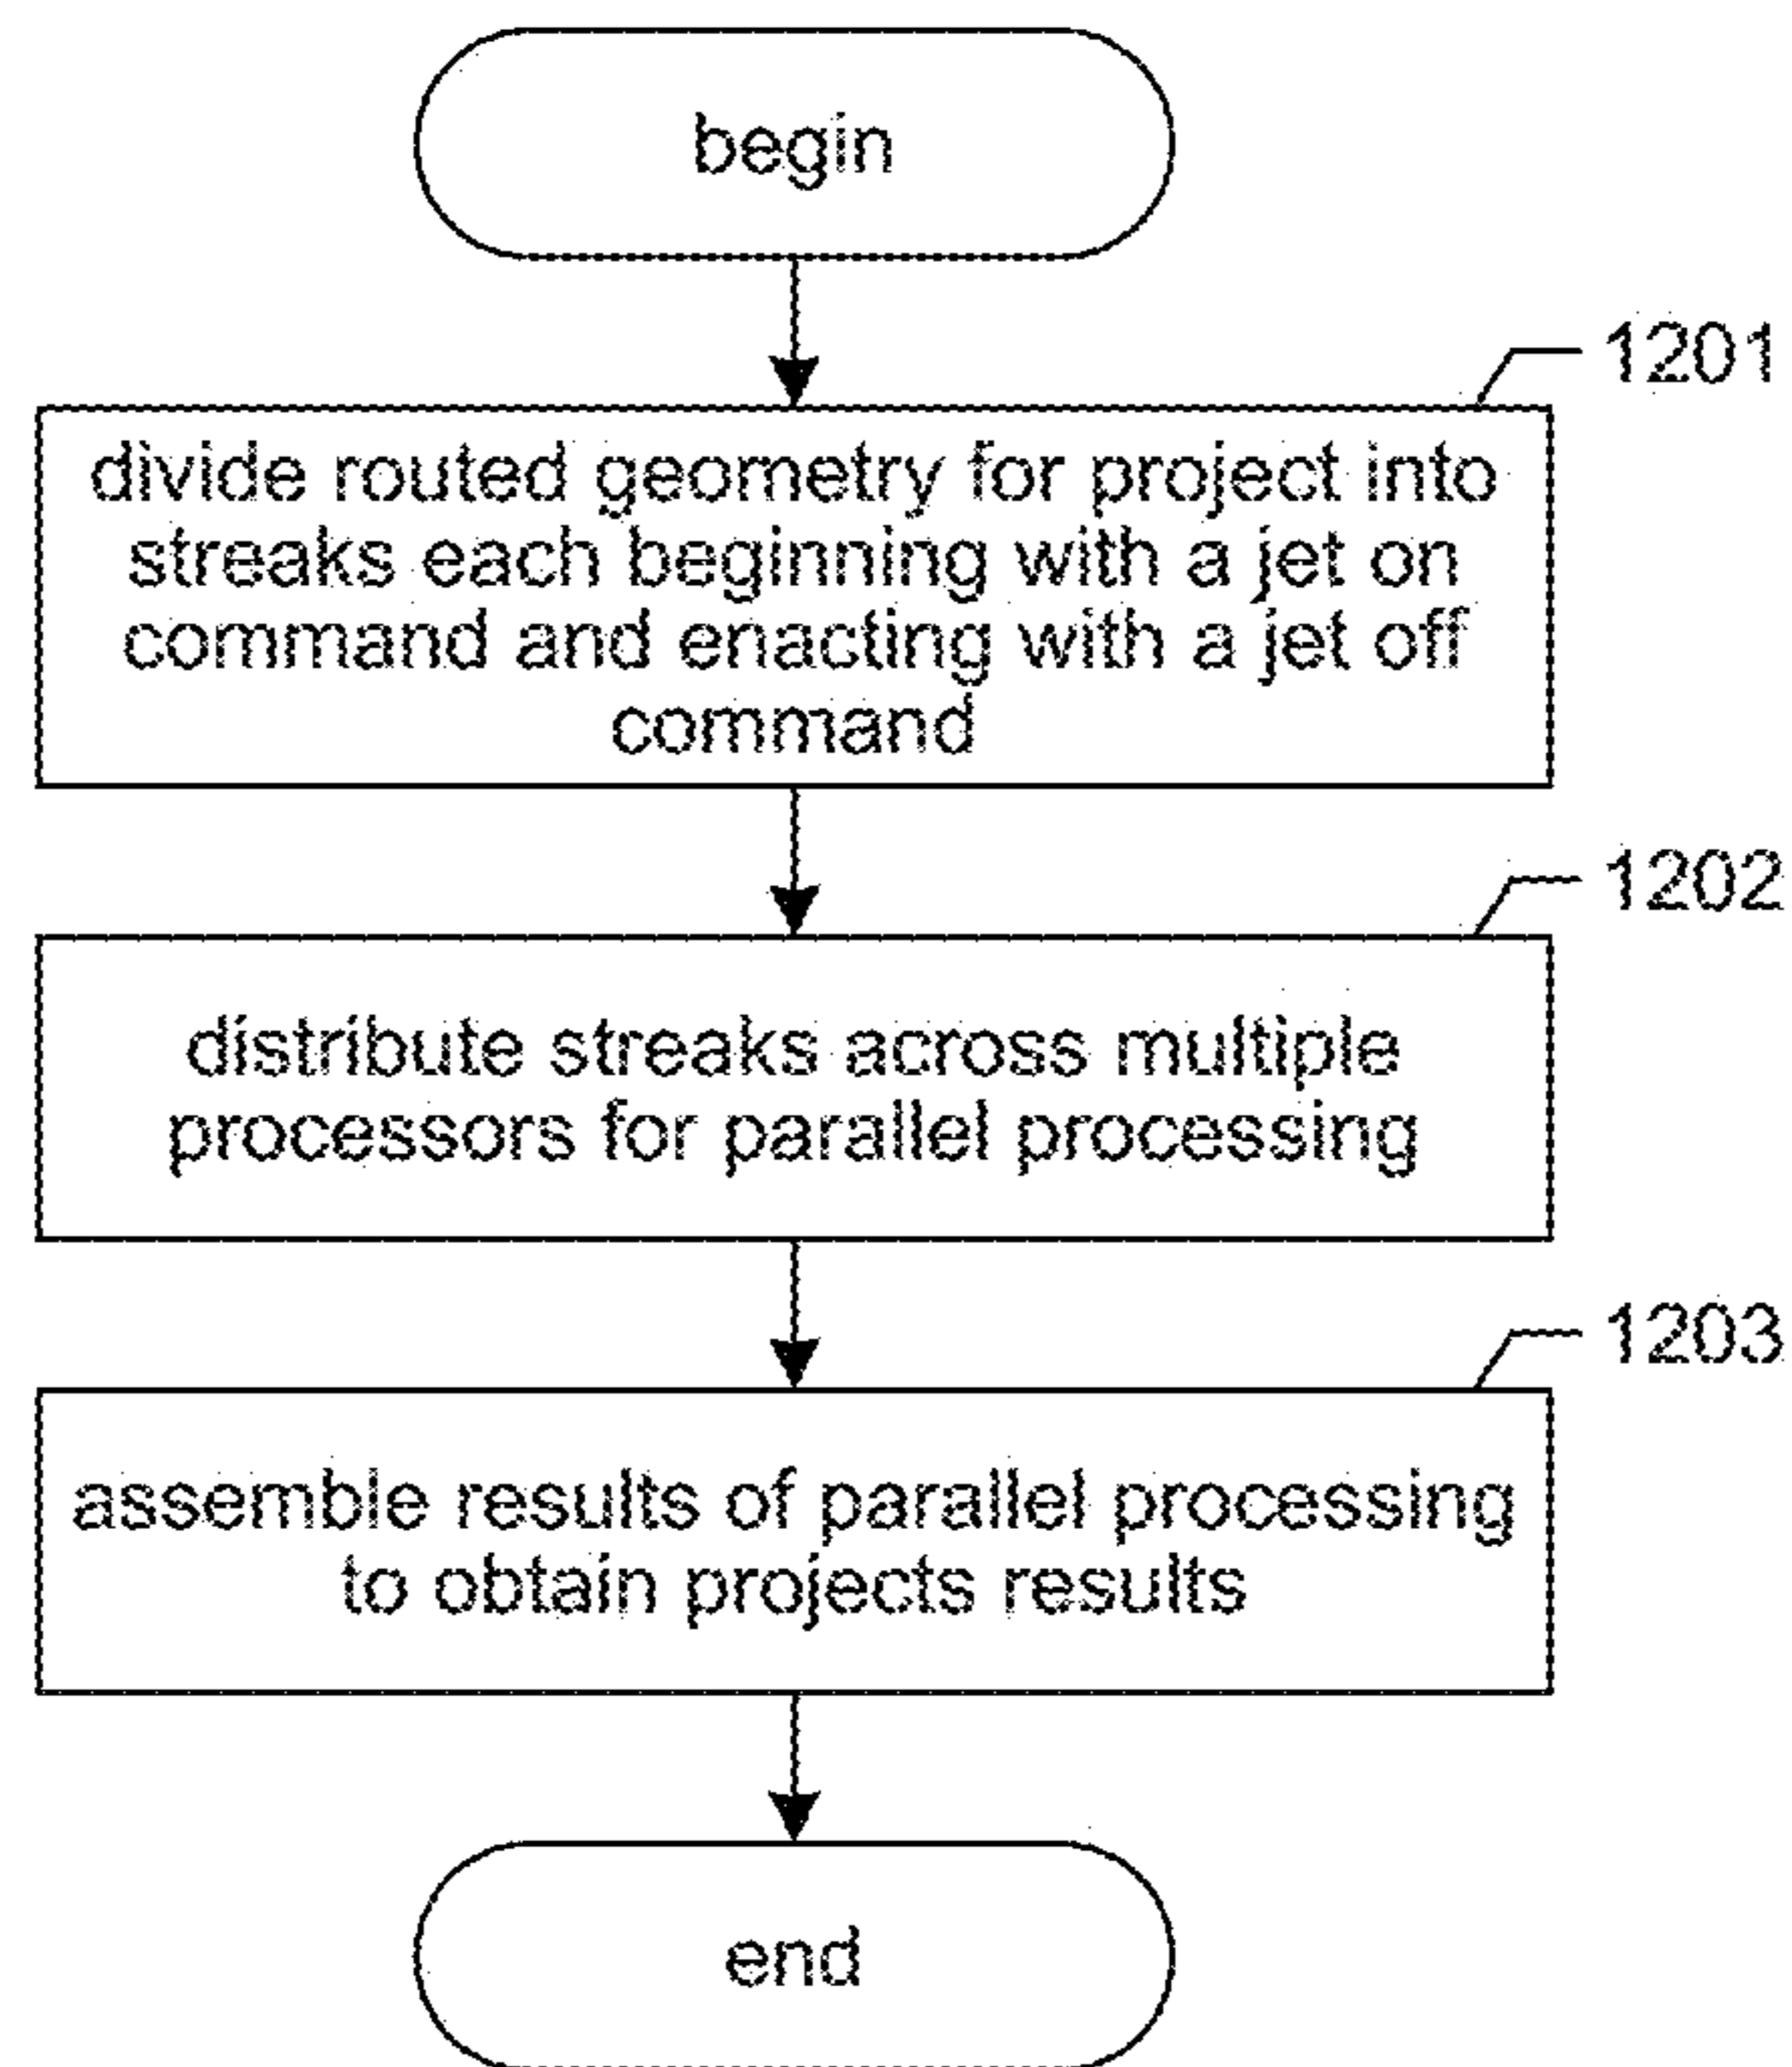 begin
1201
divide routed geometry for project into
streaks each beginning with a jet on
command and enacting with a jet off
command
1202
distribute streaks across multiple
processors for parallel processing
1203
assemble results of parallel processing
to obtain projects results
end